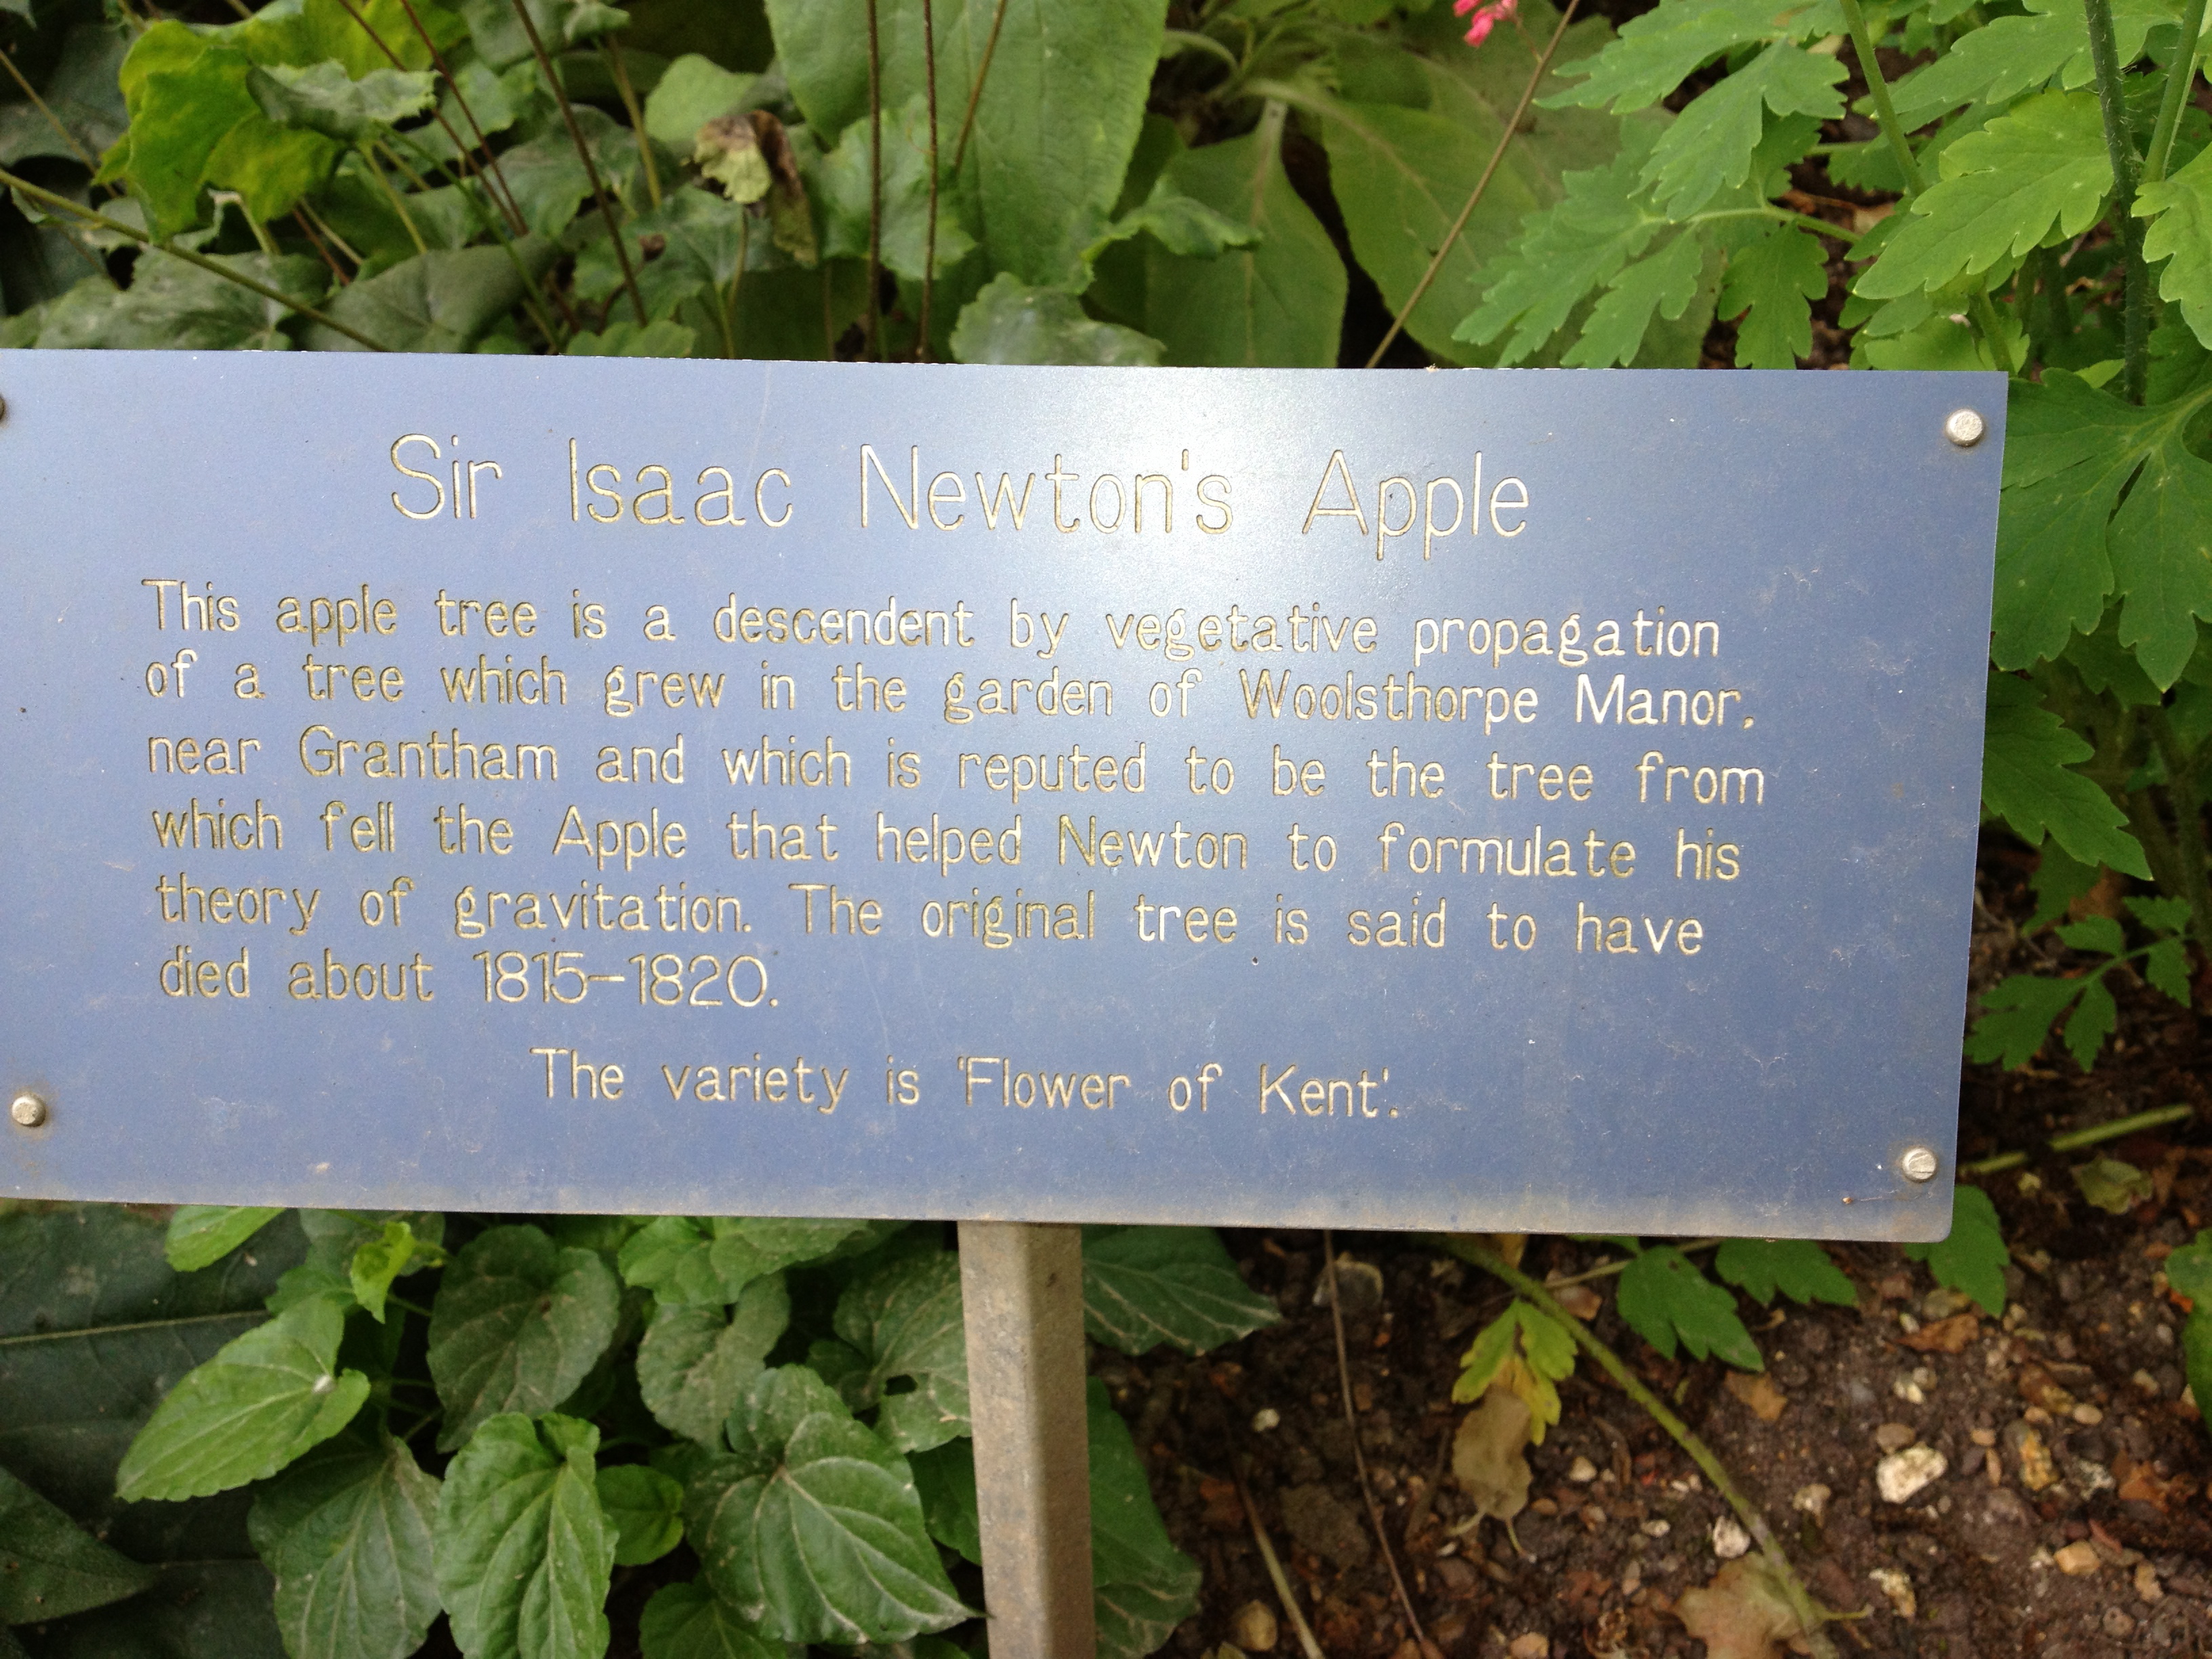 Sir Isaac Newton's Apple
This apple tree is a descendent by vegetative propagation
of a tree which grew in the garden of Woolsthorpe Manor,
near Grantham and which is reputed to be the tree from
which fell the Apple that helped Newton to formulate his
theory of gravitation. The original tree is said to have
died about 1815-1820.
The variety is 'Flower of Kent'.